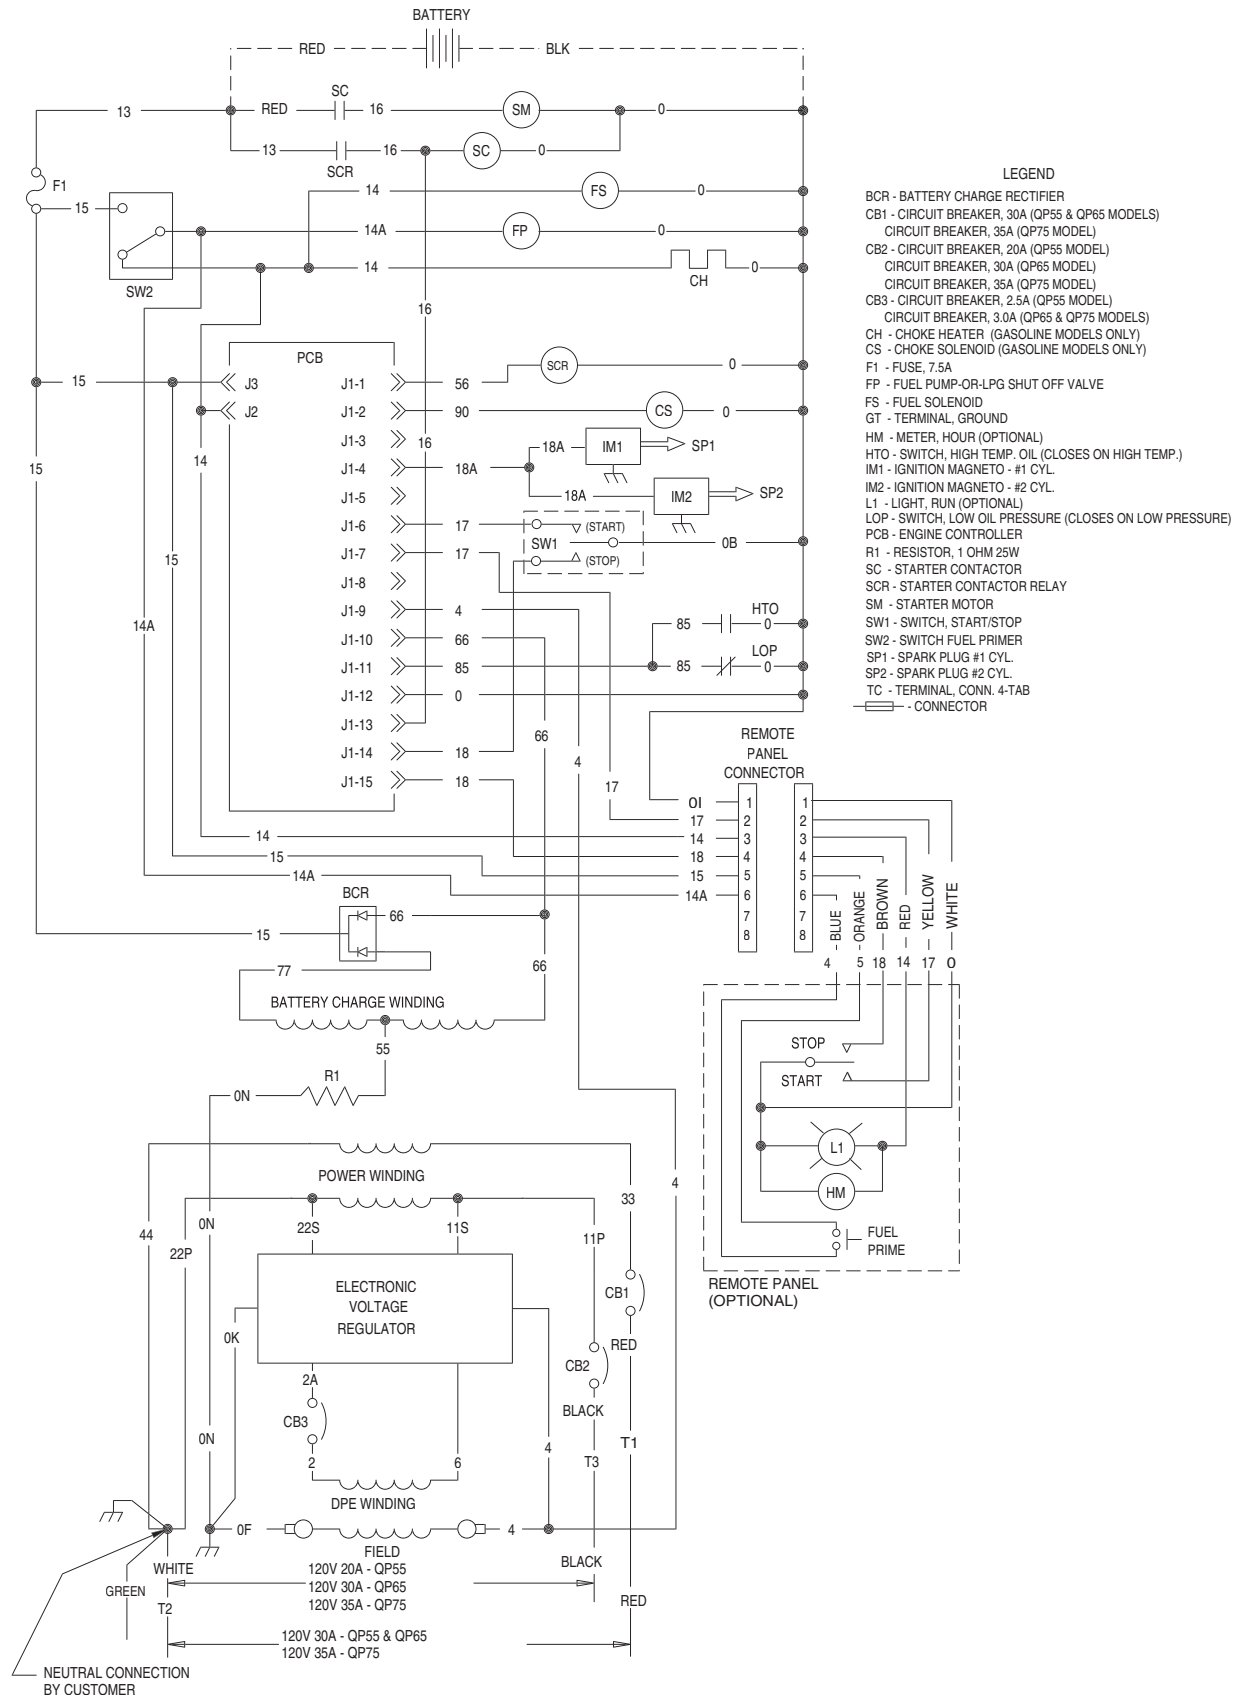 BATTERY
RED
BLK
13
RED
SC
16
SM
0
13
SCR
16
SC
0
F1
15
14
FS
0
14A
FP
0
14
CH
0
SW2
16
PCB
15
J3
J2
J1-1
56
SCR
0
J1-2
90
CS
0
J1-3
16
18A
IM1
SP1
J1-4
18A
J1-5
18A
IM2
SP2
J1-6
17
(START)
SW1
0B
(STOP)
J1-7
17
J1-8
J1-9
4
HTO
85
0
J1-10
66
LOP
J1-11
85
85
0
J1-12
0
J1-13
J1-14
18
J1-15
18
14
15
15
14A
66
4
17
REMOTE
PANEL
CONNECTOR
OI
1
1
17
2
2
14
14
3
3
15
18
4
4
14A
15
5
5
14A
6
6
7
7
8
8
BLUE
ORANGE
BROWN
RED
YELLOW
WHITE
4
5
18
14
17
0
BCR
66
15
77
66
BATTERY CHARGE WINDING
55
R1
0N
STOP
START
L1
HM
FUEL
PRIME
REMOTE PANEL
(OPTIONAL)
POWER WINDING
44
22P
0N
22S
11S
11P
33
4
ELECTRONIC
VOLTAGE
REGULATOR
0K
CB1
RED
CB2
BLACK
2A
CB3
2
6
4
0N
T3
T1
DPE WINDING
0F
4
FIELD
WHITE
GREEN
T2
120V 20A - QP55
120V 30A - QP65
120V 35A - QP75
BLACK
RED
120V 30A - QP55 & QP65
120V 35A - QP75
NEUTRAL CONNECTION
BY CUSTOMER
LEGEND
BCR - BATTERY CHARGE RECTIFIER
CB1 - CIRCUIT BREAKER, 30A (QP55 & QP65 MODELS)
CIRCUIT BREAKER, 35A (QP75 MODEL)
CB2 - CIRCUIT BREAKER, 20A (QP55 MODEL)
CIRCUIT BREAKER, 30A (QP65 MODEL)
CIRCUIT BREAKER, 35A (QP75 MODEL)
CB3 - CIRCUIT BREAKER, 2.5A (QP55 MODEL)
CIRCUIT BREAKER, 3.0A (QP65 & QP75 MODELS)
CH - CHOKE HEATER (GASOLINE MODELS ONLY)
CS - CHOKE SOLENOID (GASOLINE MODELS ONLY)
F1 - FUSE, 7.5A
FP - FUEL PUMP-OR-LPG SHUT OFF VALVE
FS - FUEL SOLENOID
GT - TERMINAL, GROUND
HM - METER, HOUR (OPTIONAL)
HTO - SWITCH, HIGH TEMP. OIL (CLOSES ON HIGH TEMP.)
IM1 - IGNITION MAGNETO - #1 CYL.
IM2 - IGNITION MAGNETO - #2 CYL.
L1 - LIGHT, RUN (OPTIONAL)
LOP - SWITCH, LOW OIL PRESSURE (CLOSES ON LOW PRESSURE)
PCB - ENGINE CONTROLLER
R1 - RESISTOR, 1 OHM 25W
SC - STARTER CONTACTOR
SCR - STARTER CONTACTOR RELAY
SM - STARTER MOTOR
SW1 - SWITCH, START/STOP
SW2 - SWITCH FUEL PRIMER
SP1 - SPARK PLUG #1 CYL.
SP2 - SPARK PLUG #2 CYL.
TC - TERMINAL, CONN. 4-TAB
- CONNECTOR